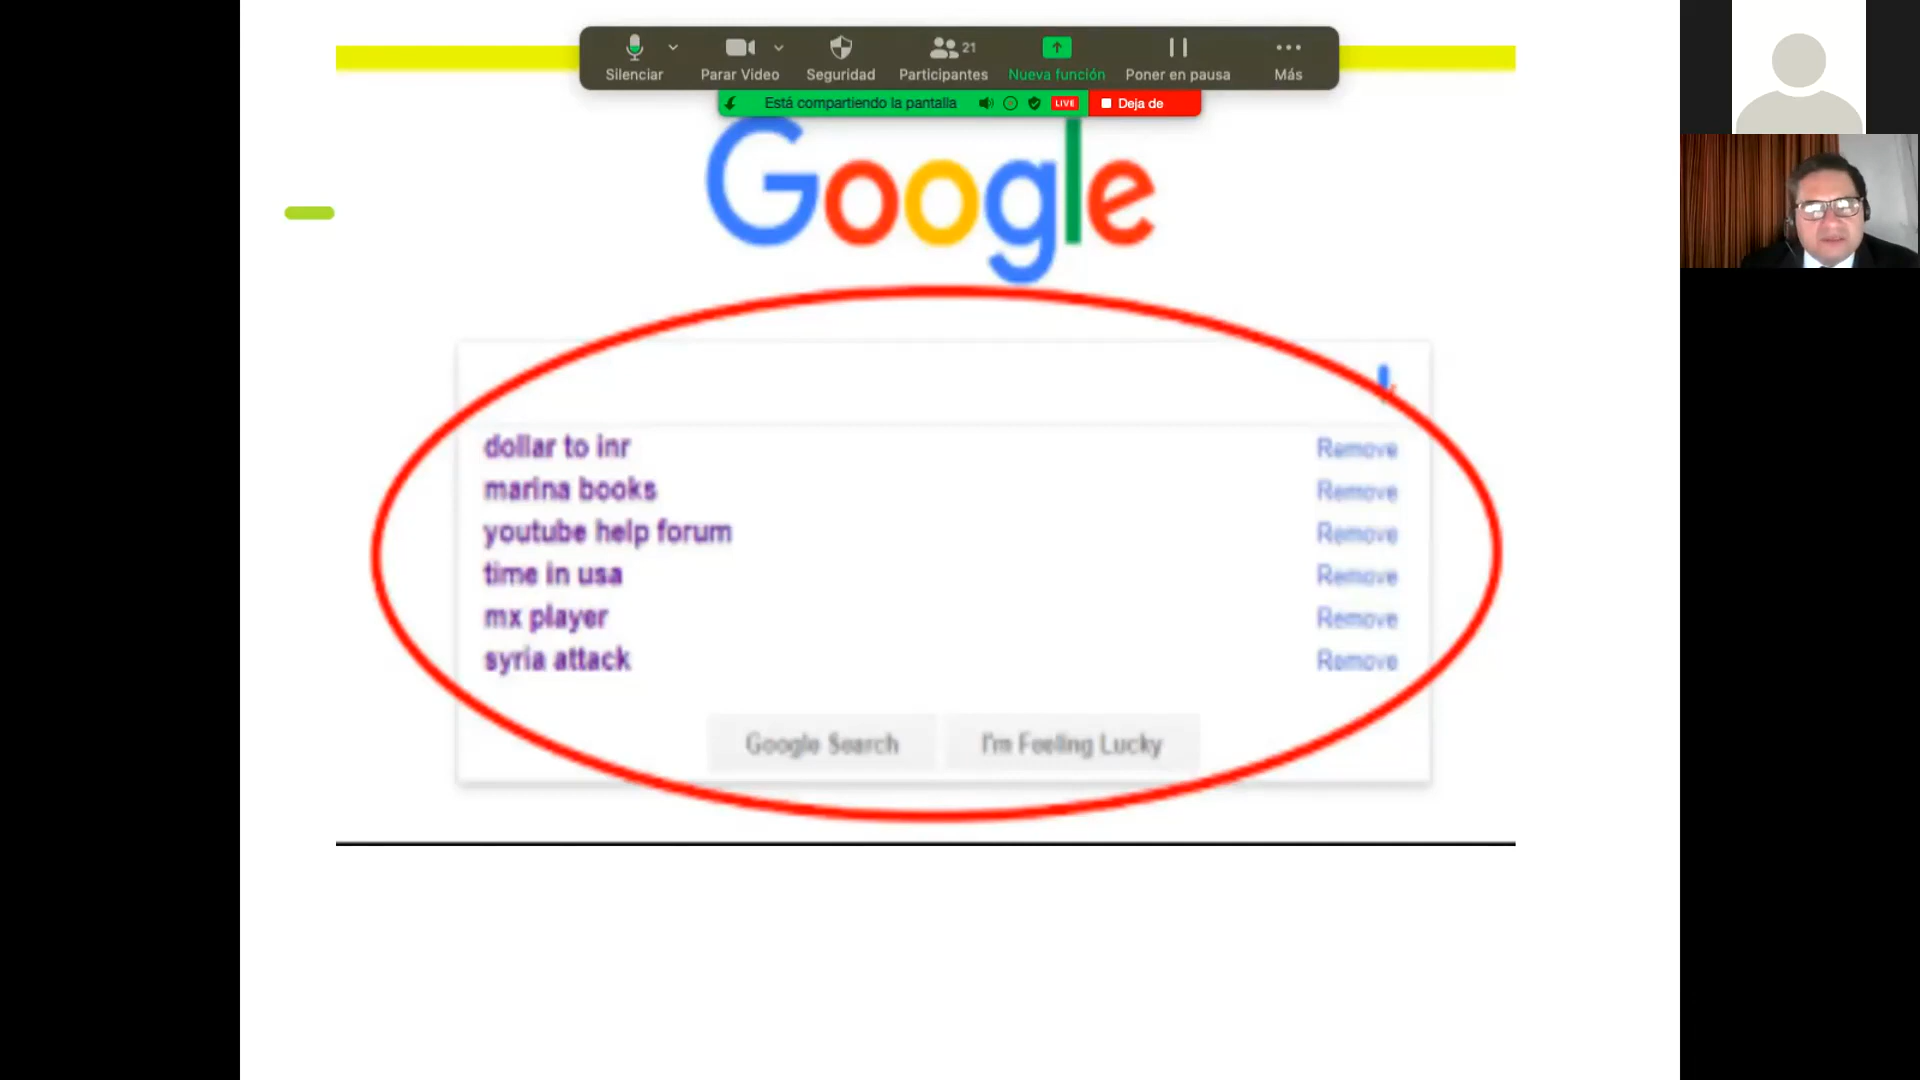 21
Silenciar Parar Video Seguridad Participantes Nueva función Poner en pausa Más
Está compartiendo la pantalla LIVE Deja de
Google
dollar to inr Remove
marina books Remove
youtube help forum Remove
time in usa Remove
mx player Remove
syria attack Remove
Google Search I'm Feeling Lucky